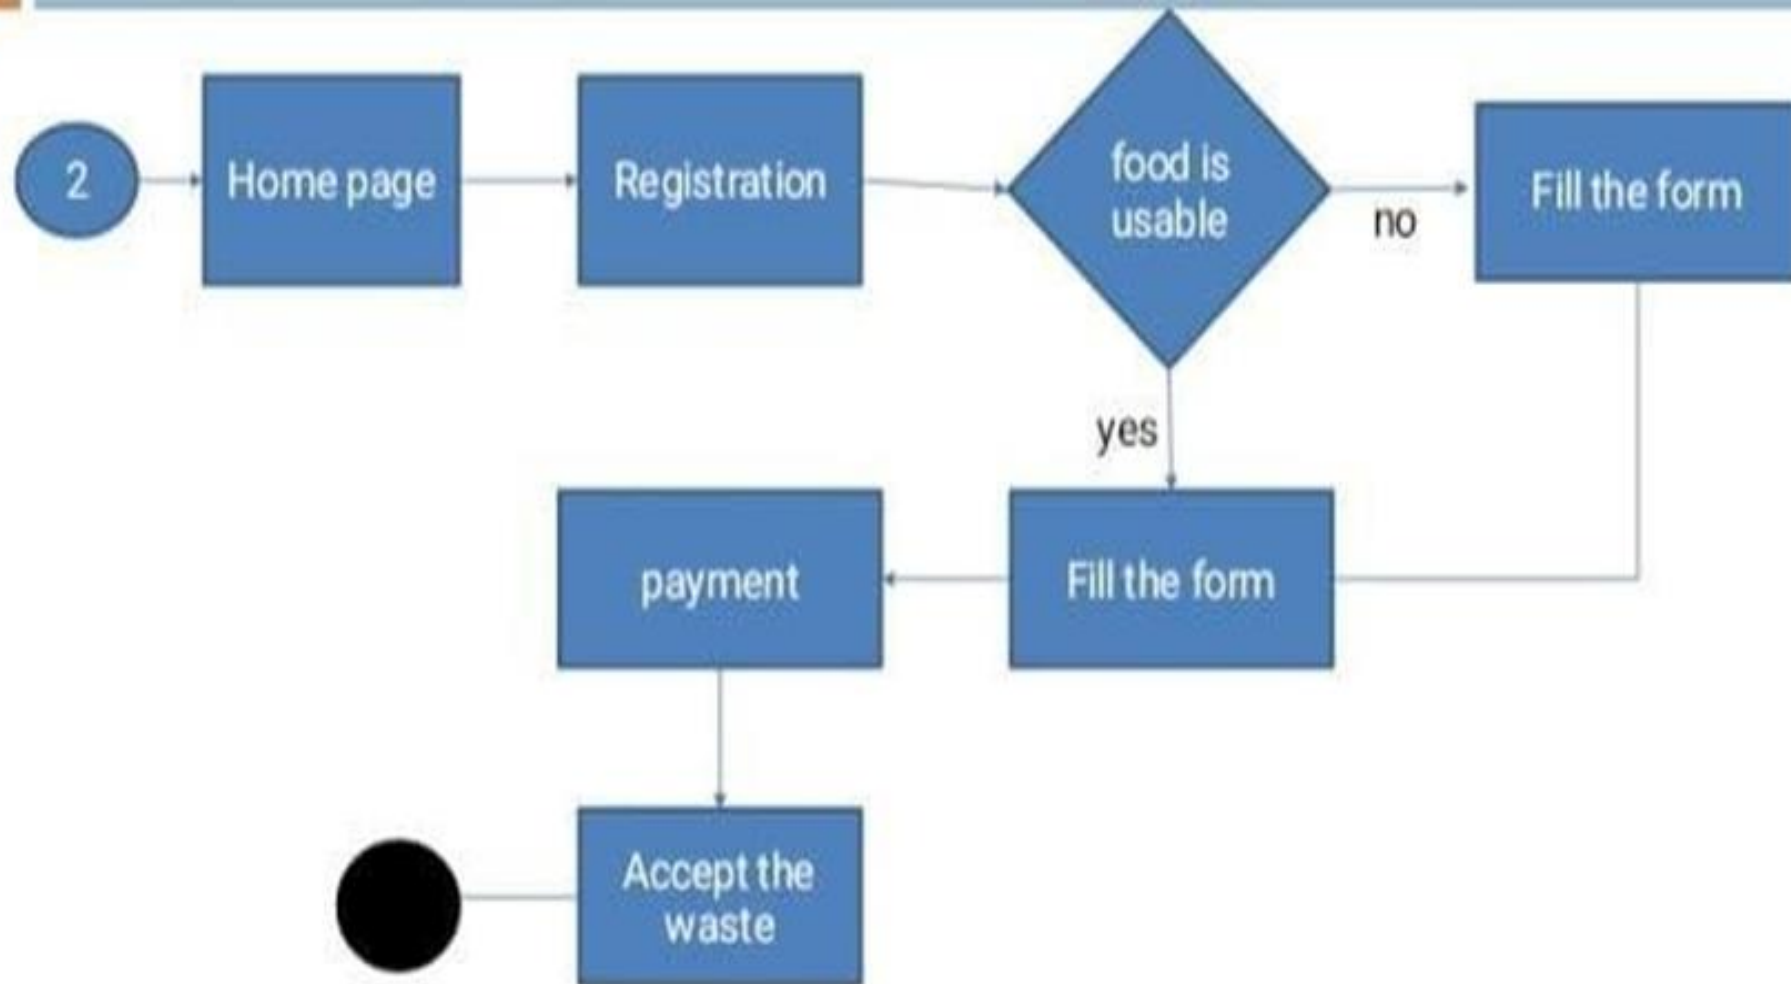 2
Home page
Registration
food is
usable
no
Fill the form
yes
payment
Fill the form
Accept the
waste